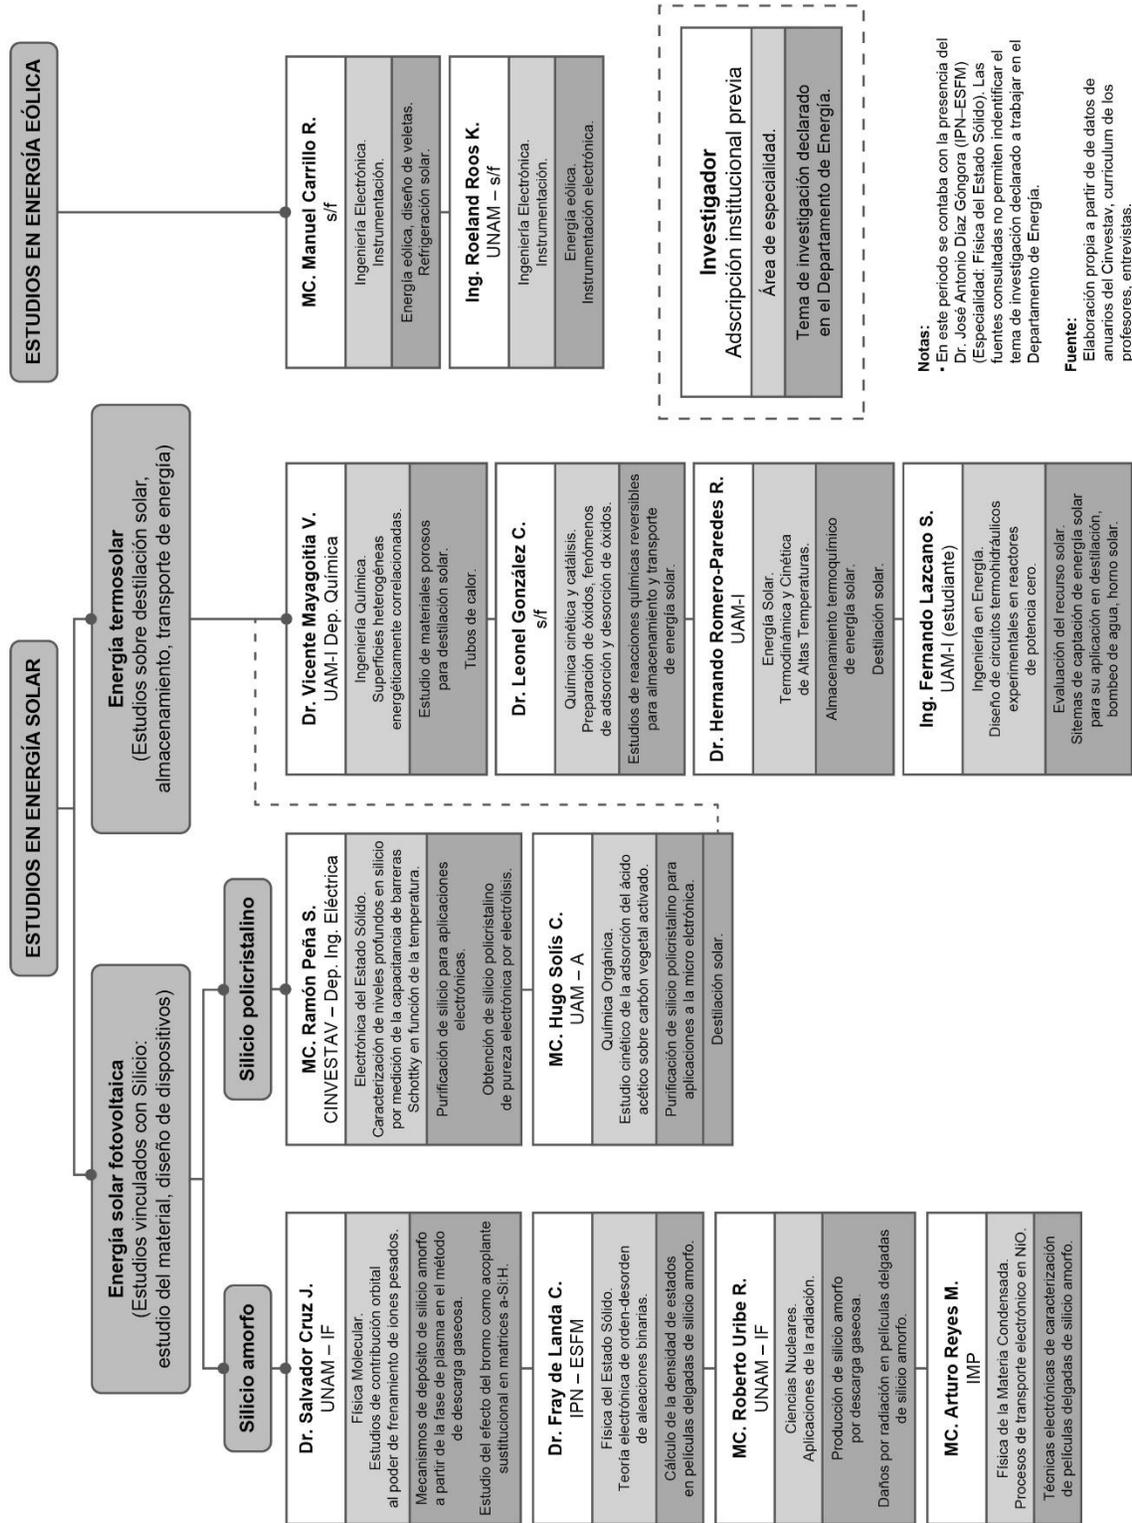 ESTUDIOS EN ENERGÍA SOLAR
Energía solar fotovoltaica
(Estudios vinculados con Silicio:
estudio del material, diseño de dispositivos)
Silicio amorfo
Dr. Salvador Cruz J.
UNAM – IF
Física Molecular.
Estudios de contribución orbital
al poder de frenamiento de iones pesados.
Mecanismos de depósito de silicio amorfo
a partir de la fase de plasma en el método
de descarga gaseosa.
Estudio del efecto del bromo como acoplante
sustitucional en matrices a-Si:H.
Dr. Fray de Landa C.
IPN – ESFM
Física del Estado Sólido.
Teoría electrónica de orden-desorden
de aleaciones binarias.
Cálculo de la densidad de estados
en películas delgadas de silicio amorfo.
MC. Roberto Uribe R.
UNAM – IF
Ciencias Nucleares.
Aplicaciones de la radiación.
Producción de silicio amorfo
por descarga gaseosa.
Daños por radiación en películas delgadas
de silicio amorfo.
MC. Arturo Reyes M.
IMP
Física de la Materia Condensada.
Procesos de transporte electrónico en NiO.
Técnicas electrónicas de caracterización
de películas delgadas de silicio amorfo.
Silicio policristalino
MC. Ramón Peña S.
CINVESTAV – Dep. Ing. Eléctrica
Electrónica del Estado Sólido.
Caracterización de niveles profundos en silicio
por medición de la capacitancia de barreras
Schottky en función de la temperatura.
Purificación de silicio para aplicaciones
electrónicas.
Obtención de silicio policristalino
de pureza electrónica por electrólisis.
MC. Hugo Solís C.
UAM – A
Química Orgánica.
Estudio cinético de la adsorción del ácido
acético sobre carbón vegetal activado.
Purificación de silicio policristalino para
aplicaciones a la micro elctrónica.
Destilación solar.
Energía termosolar
(Estudios sobre destilación solar,
almacenamiento, transporte de energía)
Dr. Vicente Mayagoitia V.
UAM-I Dep. Química
Ingeniería Química.
Superficies heterogéneas
energéticamente correlacionadas.
Estudio de materiales porosos
para destilación solar.
Tubos de calor.
Dr. Leonel González C.
s/f
Química cinética y catálisis.
Preparación de óxidos, fenómenos
de adsorción y desorción de óxidos.
Estudios de reacciones químicas reversibles
para almacenamiento y transporte
de energía solar.
Dr. Hernando Romero-Paredes R.
UAM-I
Energía Solar.
Termodinámica y Cinética
de Altas Temperaturas.
Almacenamiento termoquímico
de energía solar.
Destilación solar.
Ing. Fernando Lazcano S.
UAM-I (estudiante)
Ingeniería en Energía.
Diseño de circuitos termohidráulicos
experimentales en reactores
de potencia cero.
Evaluación del recurso solar.
Sitemas de captación de energía solar
para su aplicación en destilación,
bombeo de agua, horno solar.
ESTUDIOS EN ENERGÍA EÓLICA
MC. Manuel Carrillo R.
s/f
Ingeniería Electrónica.
Instrumentación.
Energía eólica, diseño de veletas.
Refrigeración solar.
Ing. Roeland Roos K.
UNAM – s/f
Ingeniería Electrónica.
Instrumentación.
Energía eólica.
Instrumentación electrónica.
Investigador
Adscripción institucional previa
Área de especialidad.
Tema de investigación declarado
en el Departamento de Energía.
Notas:
• En este periodo se contaba con la presencia del
Dr. José Antonio Díaz Góngora (IPN–ESFM)
(Especialidad: Física del Estado Sólido). Las
fuentes consultadas no permiten indentificar el
tema de investigación declarado a trabajar en el
Departamento de Energía.
Fuente:
Elaboración propia a partir de de datos de
anuarios del Cinvestav, curriculum de los
profesores, entrevistas.